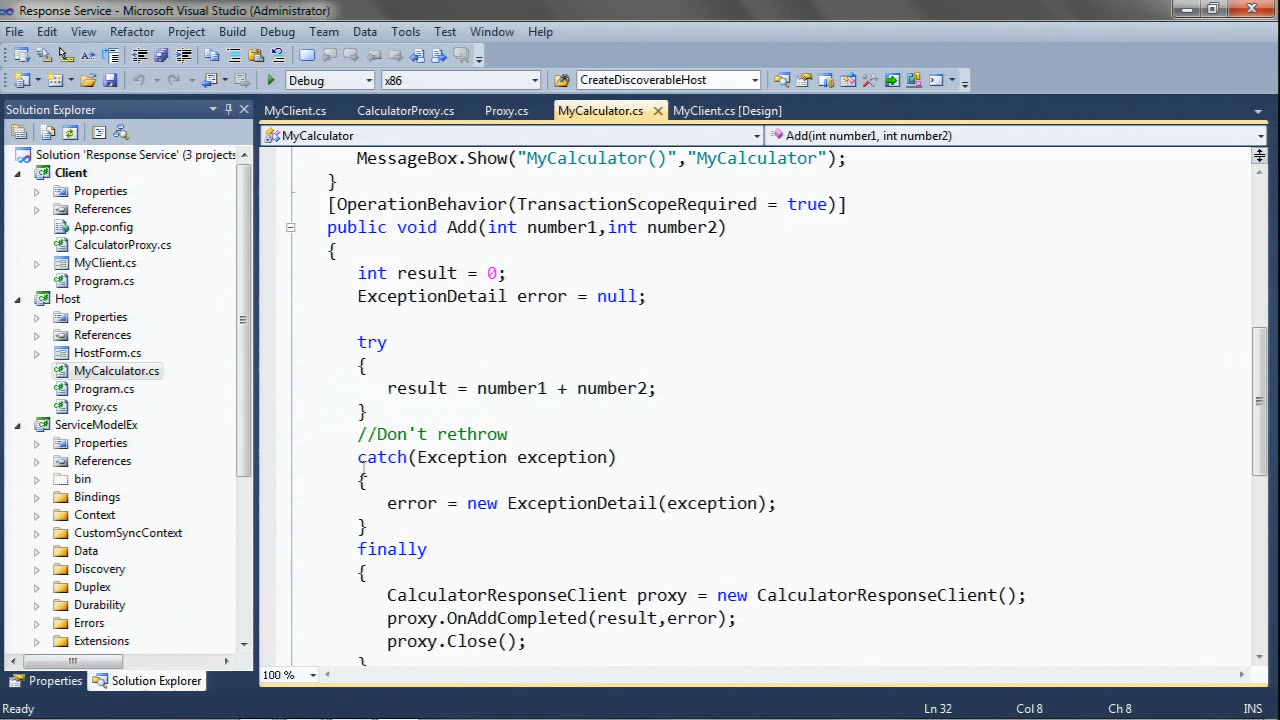 Response Service - Microsoft Visual Studio (Administrator)
File Edit View Refactor Project Build Debug Team Data Tools Test Window Help
Debug x86 CreateDiscoverableHost
Solution Explorer
MyClient.cs CalculatorProxy.cs Proxy.cs MyCalculator.cs MyClient.cs [Design]
MyCalculator Add(int number1, int number2)
Solution 'Response Service' (3 projects
Client
Properties
References
App.config
CalculatorProxy.cs
MyClient.cs
Program.cs
Host
Properties
References
HostForm.cs
MyCalculator.cs
Program.cs
Proxy.cs
ServiceModelEx
Properties
References
bin
Bindings
Context
CustomSyncContext
Data
Discovery
Duplex
Durability
Errors
Extensions
Properties Solution Explorer
MessageBox.Show("MyCalculator()","MyCalculator");
}
[OperationBehavior(TransactionScopeRequired = true)]
public void Add(int number1,int number2)
{
int result = 0;
ExceptionDetail error = null;
try
{
result = number1 + number2;
}
//Don't rethrow
catch(Exception exception)
{
error = new ExceptionDetail(exception);
}
finally
{
CalculatorResponseClient proxy = new CalculatorResponseClient();
proxy.OnAddCompleted(result,error);
proxy.Close();
}
100 %
Ready Ln 32 Col 8 Ch 8 INS